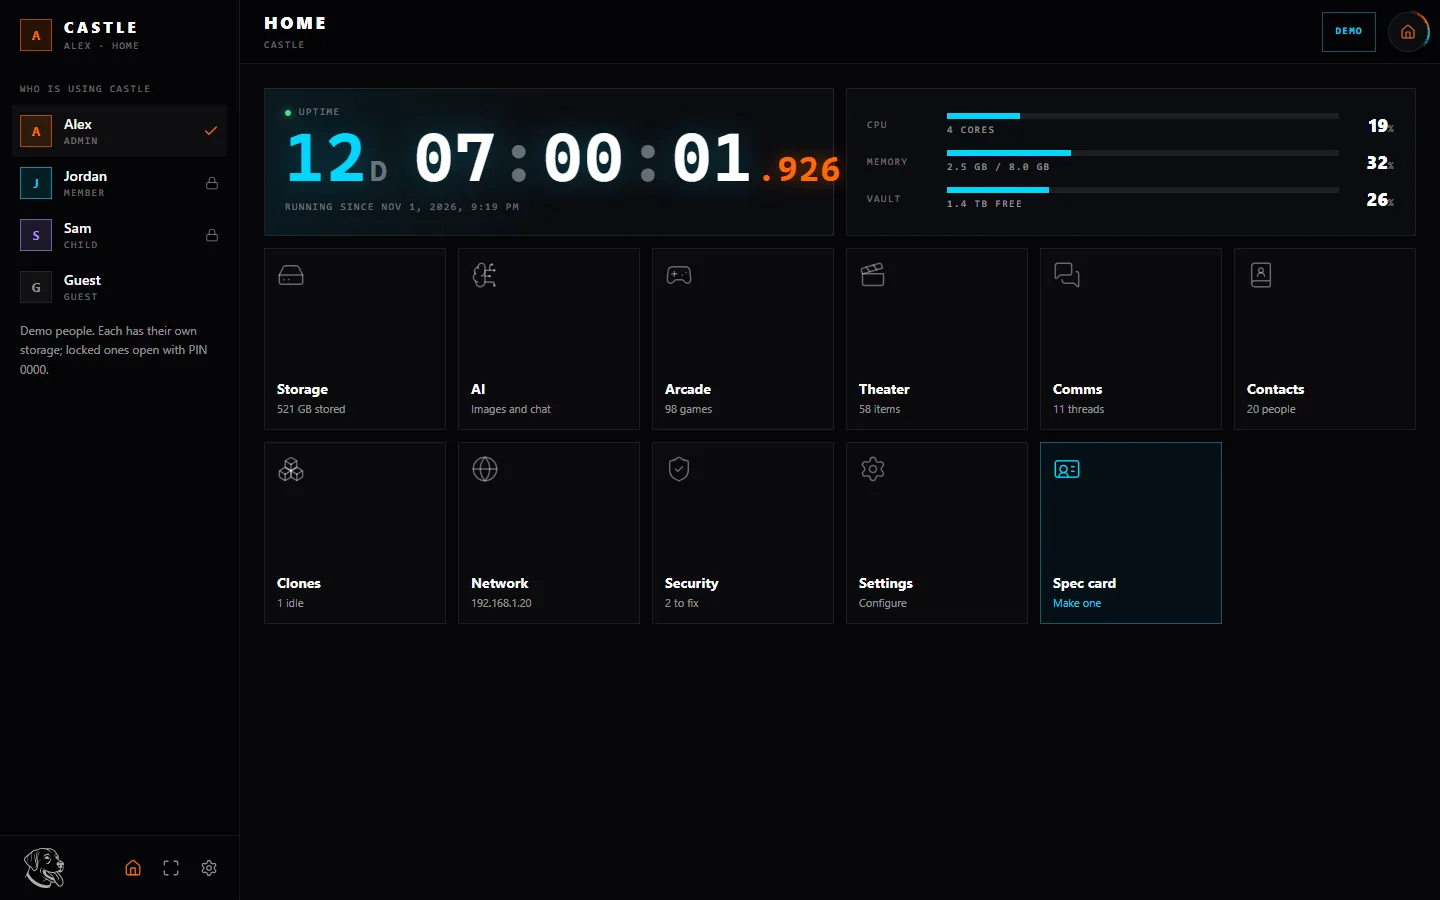 A
CASTLE
ALEX · HOME
WHO IS USING CASTLE
A
Alex
ADMIN
J
Jordan
MEMBER
S
Sam
CHILD
G
Guest
GUEST
Demo people. Each has their own
storage; locked ones open with PIN
0000.
HOME
CASTLE
DEMO
UPTIME
12D 07:00:01.926
RUNNING SINCE NOV 1, 2026, 9:19 PM
CPU
4 CORES
19%
MEMORY
2.5 GB / 8.0 GB
32%
VAULT
1.4 TB FREE
26%
Storage
521 GB stored
AI
Images and chat
Arcade
98 games
Theater
58 items
Comms
11 threads
Contacts
20 people
Clones
1 idle
Network
192.168.1.20
Security
2 to fix
Settings
Configure
Spec card
Make one